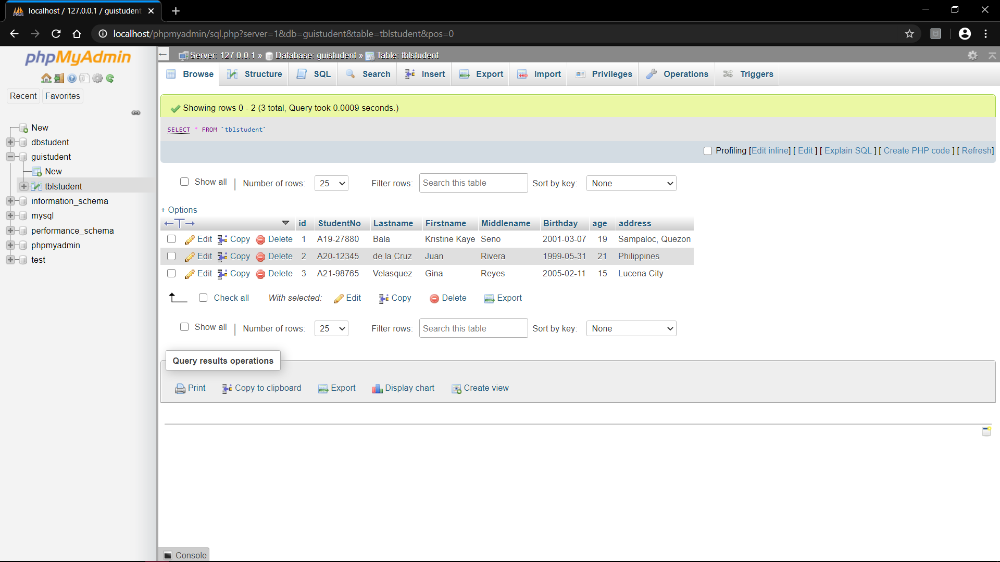 localhost / 127.0.0.1 / guistudent
localhost/phpmyadmin/sql.php?server=1&db=guistudent&table=tblstudent&pos=0
phpMyAdmin
Recent Favorites
New
dbstudent
guistudent
New
tblstudent
information_schema
mysql
performance_schema
phpmyadmin
test
Server: 127.0.0.1 » Database: guistudent » Table: tblstudent
Browse Structure SQL Search Insert Export Import Privileges Operations Triggers
Showing rows 0 - 2 (3 total, Query took 0.0009 seconds.)
SELECT * FROM `tblstudent`
Profiling [Edit inline] [ Edit ] [ Explain SQL ] [ Create PHP code ] [ Refresh]
Show all | Number of rows: 25 Filter rows: Search this table Sort by key: None
+ Options
←T→ id StudentNo Lastname Firstname Middlename Birthday age address
Edit Copy Delete 1 A19-27880 Bala Kristine Kaye Seno 2001-03-07 19 Sampaloc, Quezon
Edit Copy Delete 2 A20-12345 de la Cruz Juan Rivera 1999-05-31 21 Philippines
Edit Copy Delete 3 A21-98765 Velasquez Gina Reyes 2005-02-11 15 Lucena City
Check all With selected: Edit Copy Delete Export
Show all | Number of rows: 25 Filter rows: Search this table Sort by key: None
Query results operations
Print Copy to clipboard Export Display chart Create view
Console